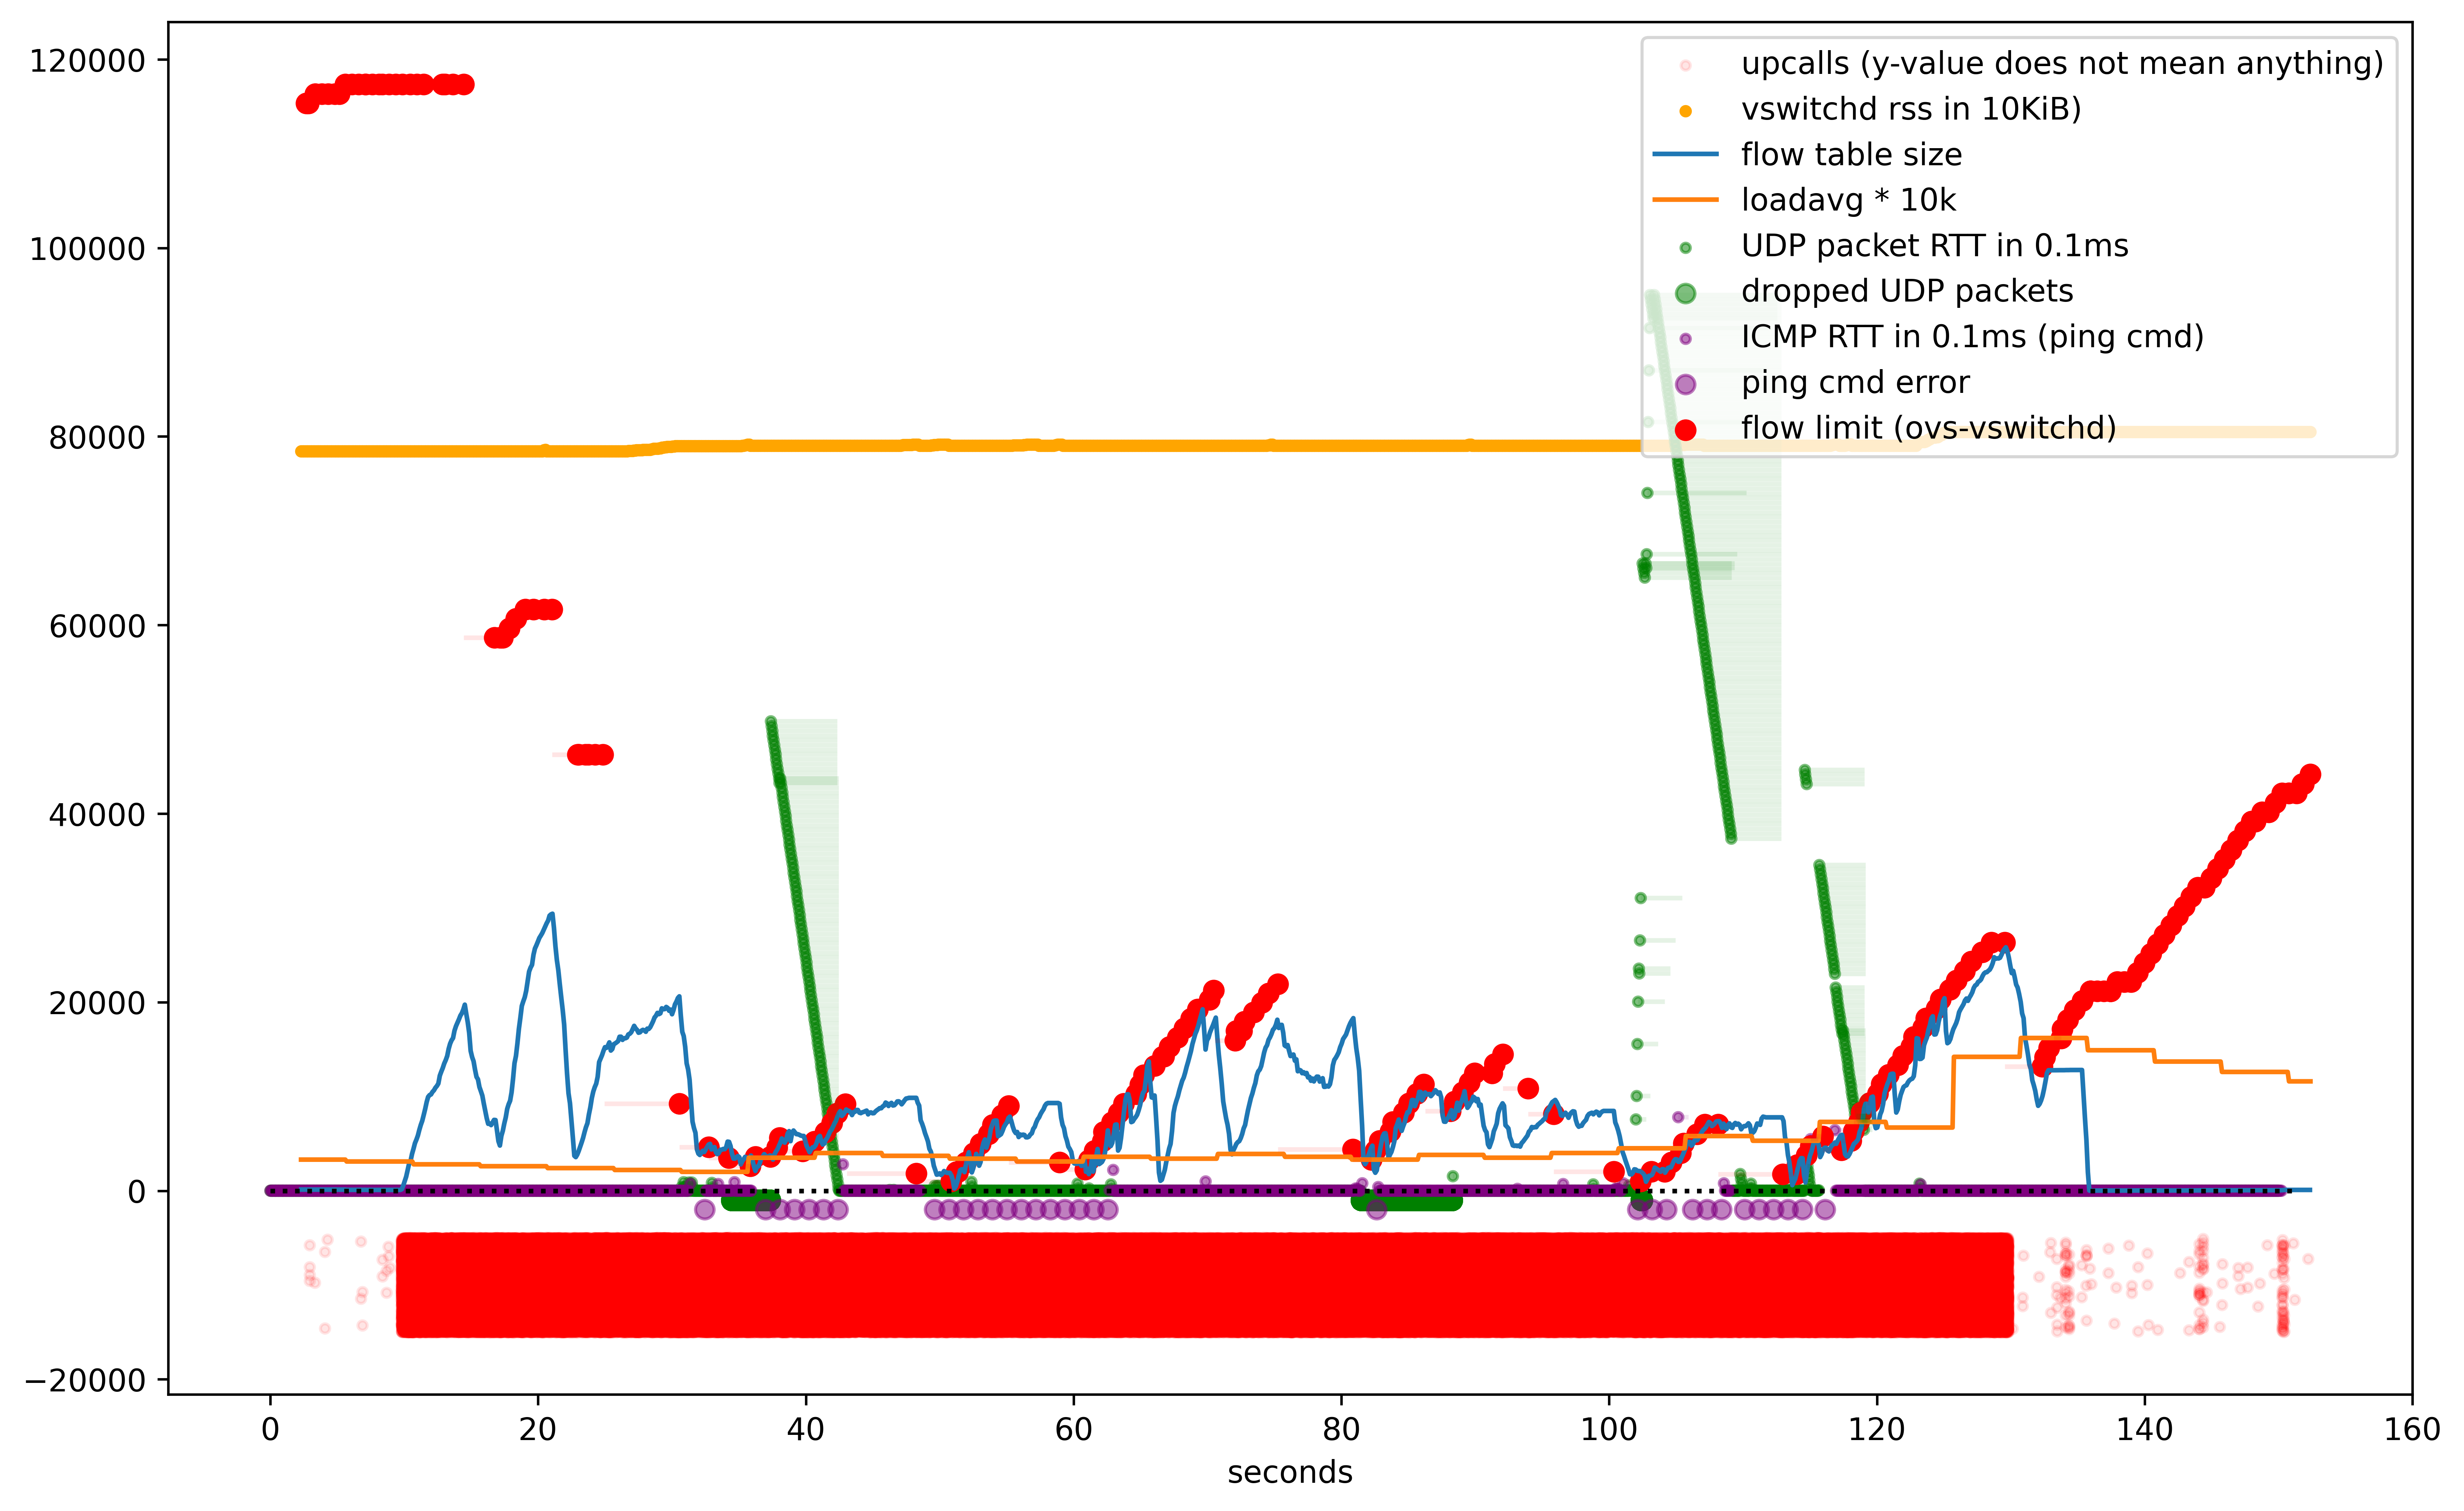 120000
100000
80000
60000
40000
20000
0
−20000
0 20 40 60 80 100 120 140 160
seconds
upcalls (y-value does not mean anything)
vswitchd rss in 10KiB)
flow table size
loadavg * 10k
UDP packet RTT in 0.1ms
dropped UDP packets
ICMP RTT in 0.1ms (ping cmd)
ping cmd error
flow limit (ovs-vswitchd)